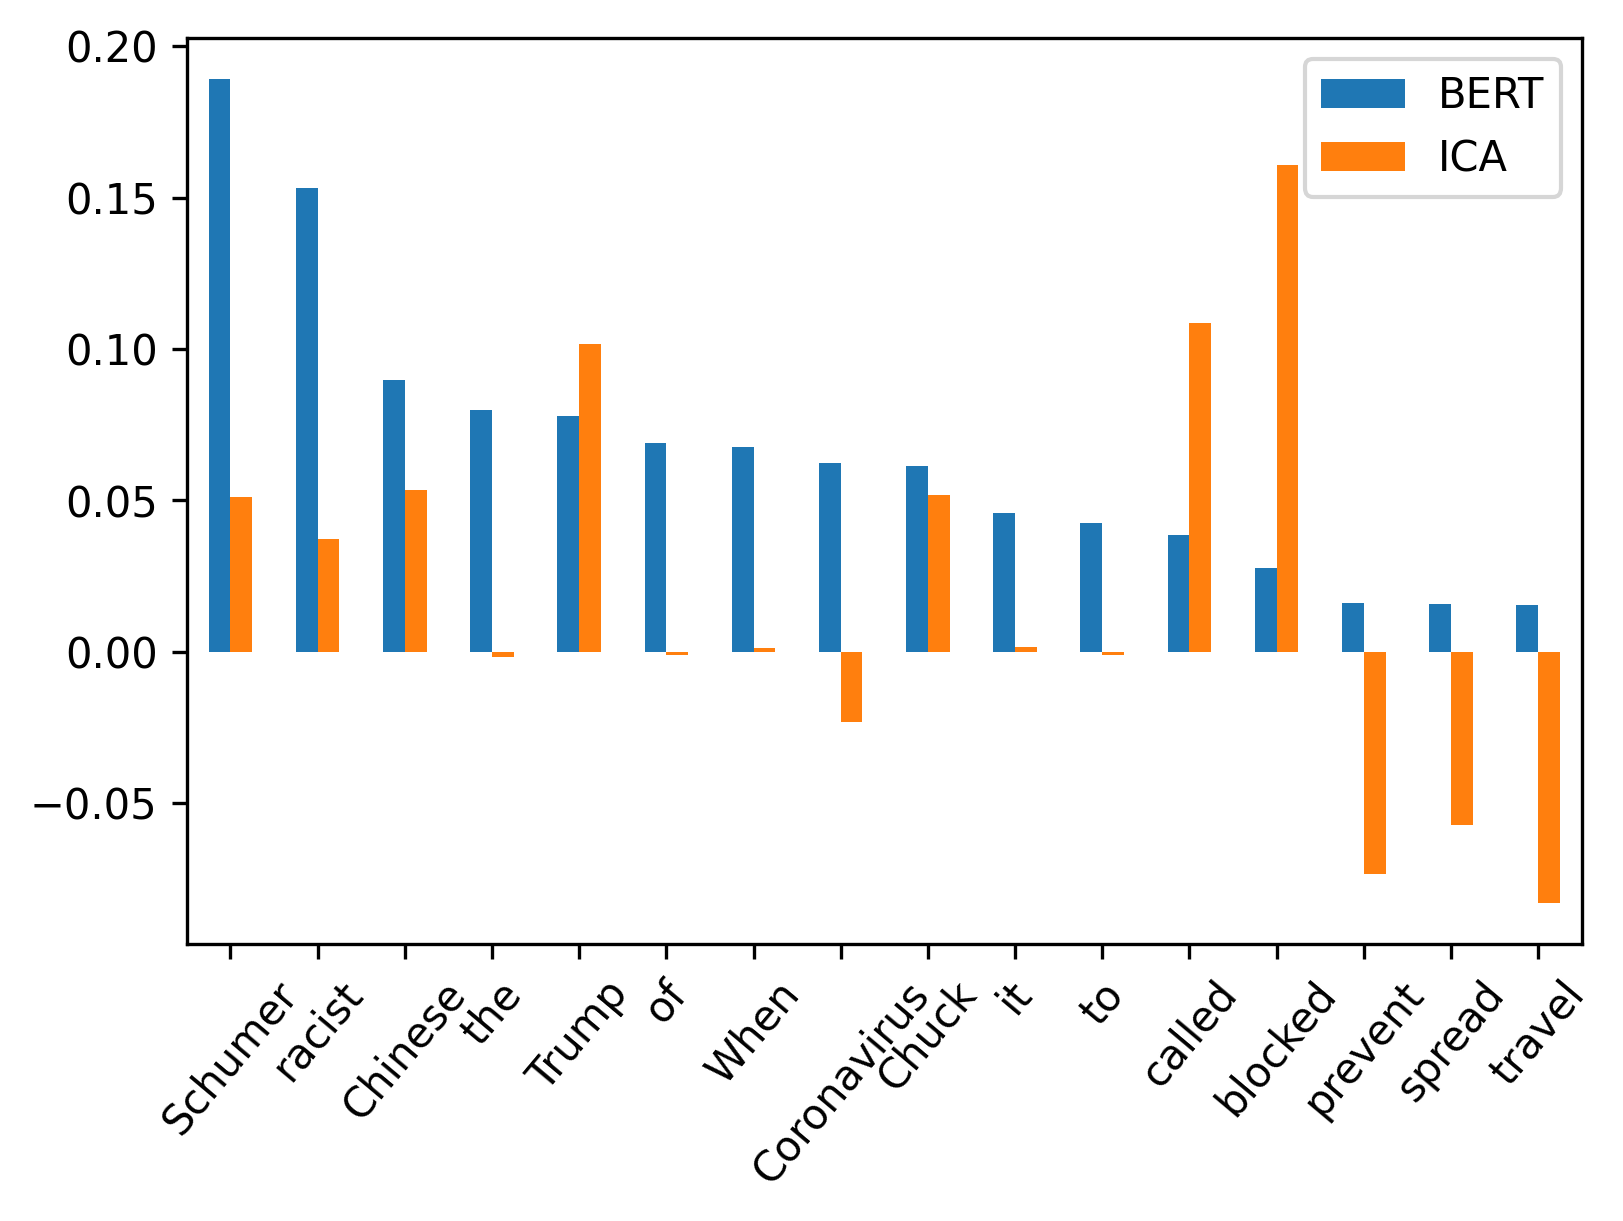 0.20
0.15
0.10
0.05
0.00
−0.05
BERT
ICA
Schumer
racist
Chinese
the
Trump
of
When
Coronavirus
Chuck
it
to
called
blocked
prevent
spread
travel